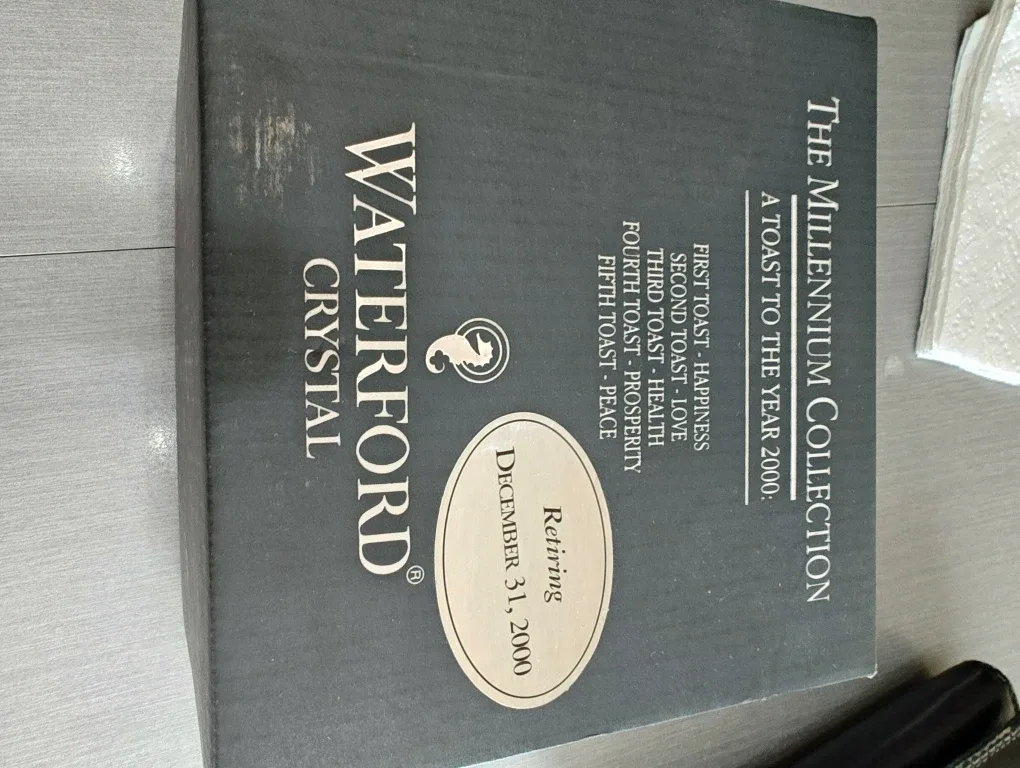 THE MILLENNIUM COLLECTION
A TOAST TO THE YEAR 2000:
FIRST TOAST - HAPPINESS
SECOND TOAST - LOVE
THIRD TOAST - HEALTH
FOURTH TOAST - PROSPERITY
FIFTH TOAST - PEACE
Retiring
DECEMBER 31, 2000
WATERFORD®
CRYSTAL